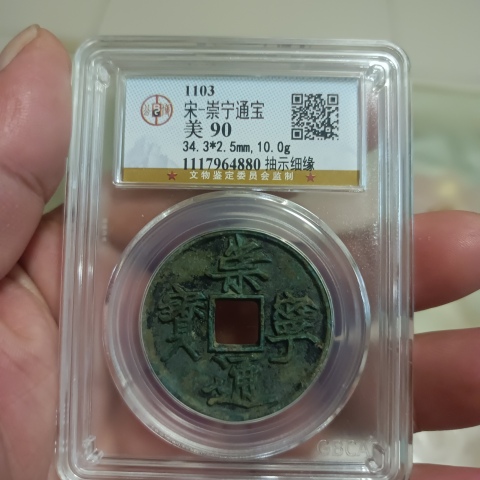 1103
宋-崇宁通宝
美 90
34.3*2.5mm,10.0g
1117964880 抽示细缘
★ 文物鉴定委员会监制 ★
崇寧通寶